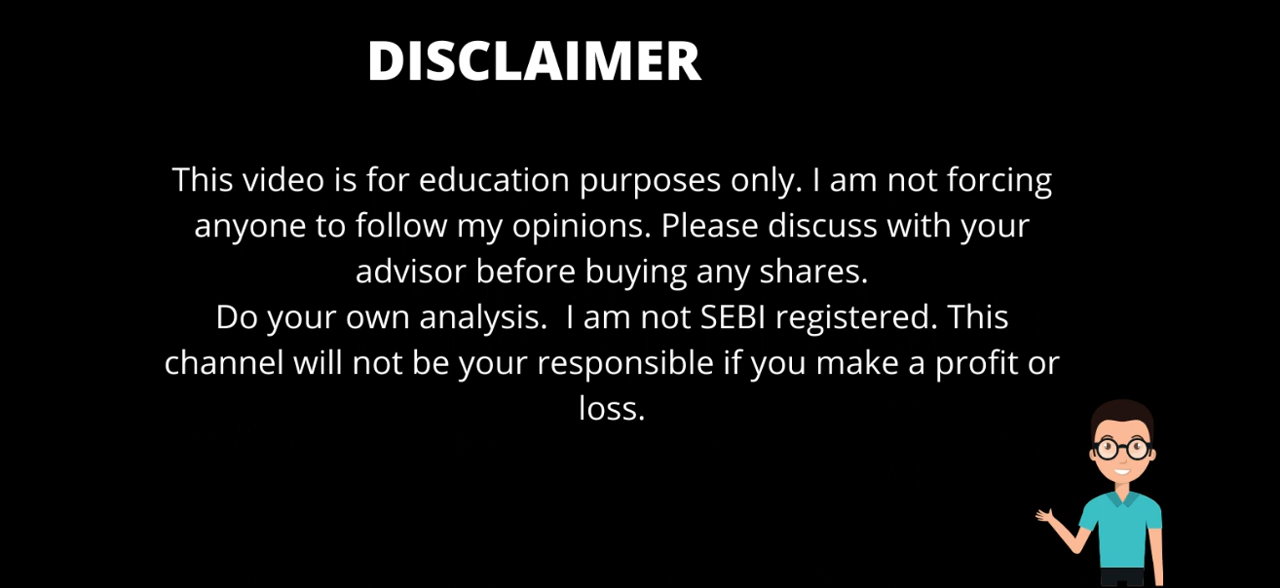 DISCLAIMER
This video is for education purposes only. I am not forcing
anyone to follow my opinions. Please discuss with your
advisor before buying any shares.
Do your own analysis.  I am not SEBI registered. This
channel will not be your responsible if you make a profit or
loss.